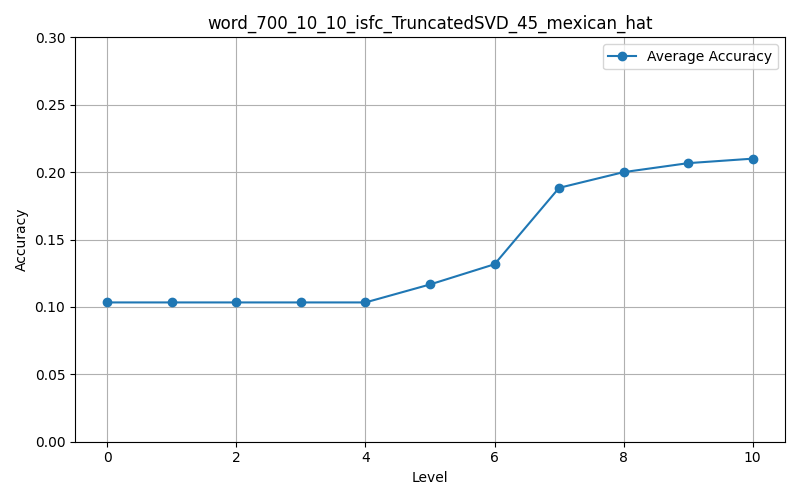 word_700_10_10_isfc_TruncatedSVD_45_mexican_hat
Average Accuracy
0.30
0.25
0.20
0.15
0.10
0.05
0.00
Accuracy
0 2 4 6 8 10
Level